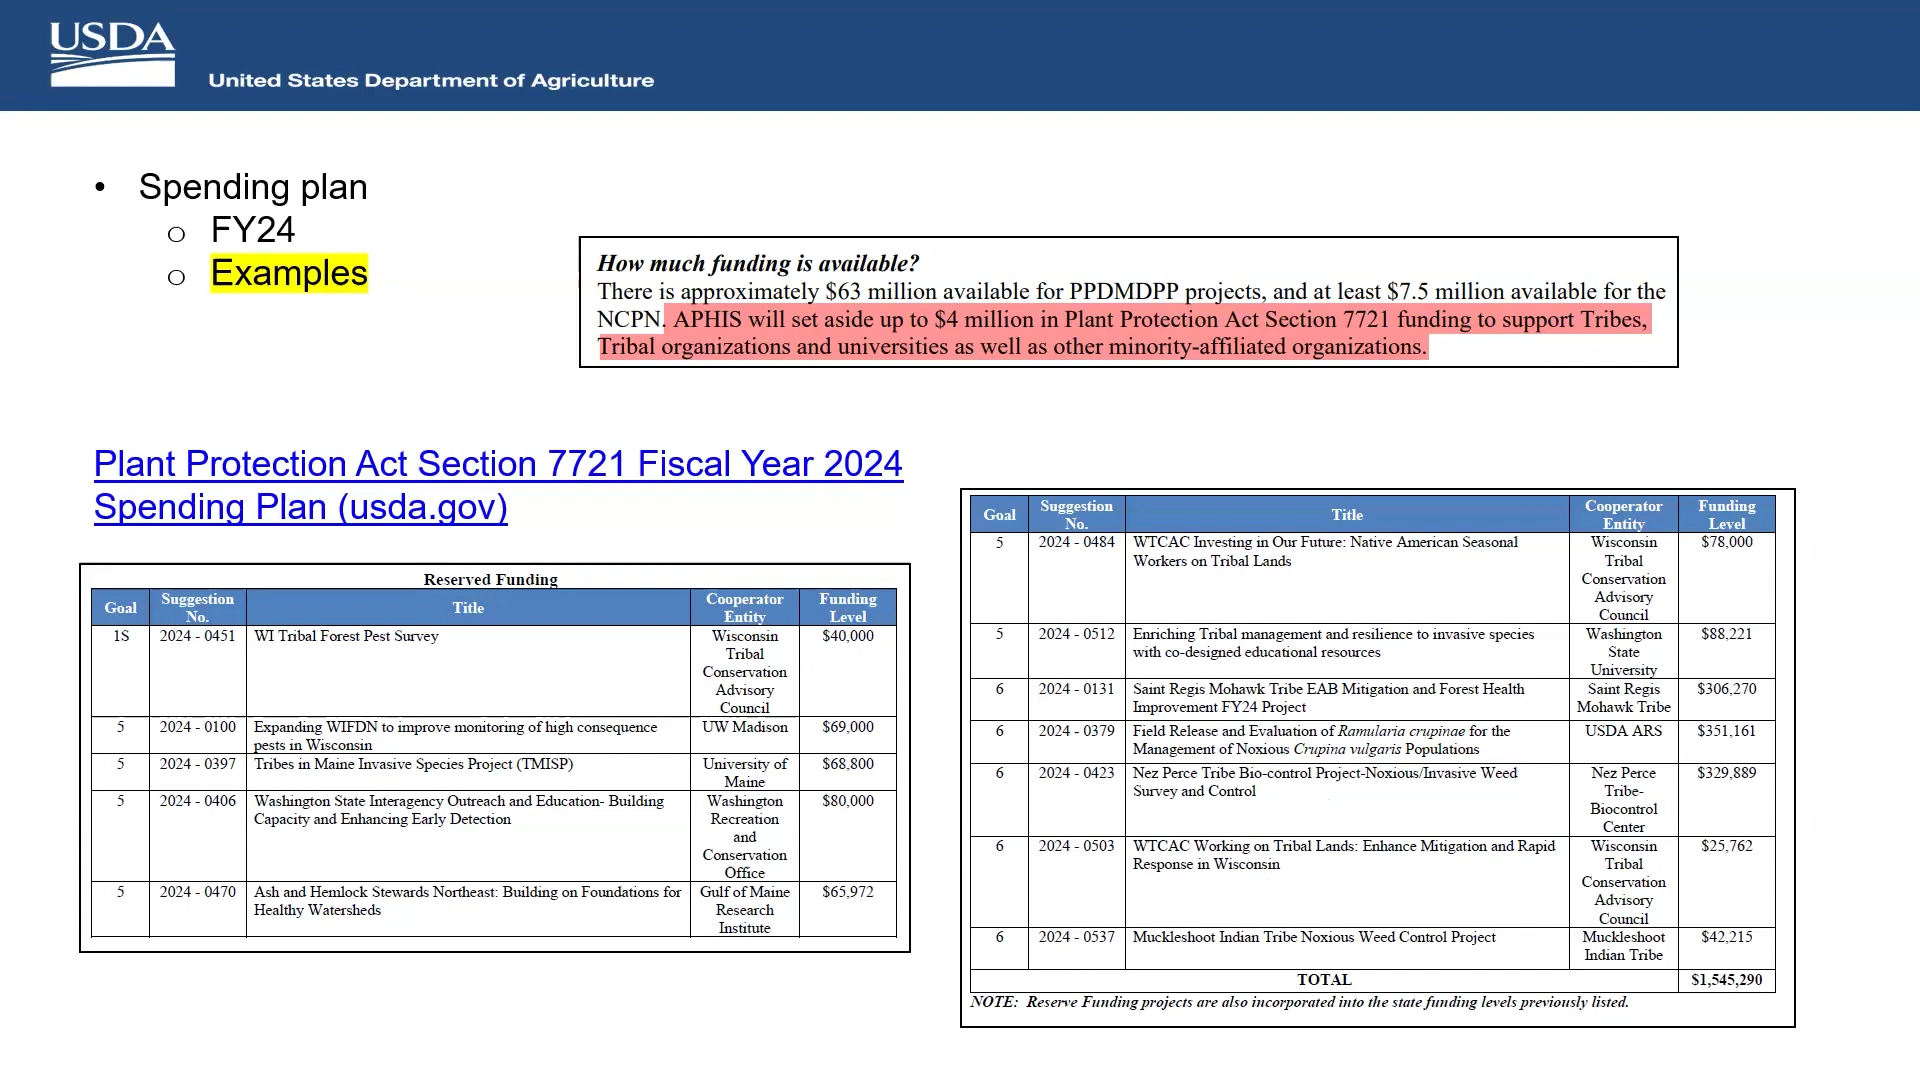 USDA
United States Department of Agriculture
• Spending plan
o FY24
o Examples
How much funding is available?
There is approximately $63 million available for PPDMDPP projects, and at least $7.5 million available for the
NCPN. APHIS will set aside up to $4 million in Plant Protection Act Section 7721 funding to support Tribes,
Tribal organizations and universities as well as other minority-affiliated organizations.
Plant Protection Act Section 7721 Fiscal Year 2024
Spending Plan (usda.gov)
Reserved Funding
Goal Suggestion No. Title Cooperator Entity Funding Level
1S 2024 - 0451 WI Tribal Forest Pest Survey Wisconsin Tribal Conservation Advisory Council $40,000
5 2024 - 0100 Expanding WIFDN to improve monitoring of high consequence pests in Wisconsin UW Madison $69,000
5 2024 - 0397 Tribes in Maine Invasive Species Project (TMISP) University of Maine $68,800
5 2024 - 0406 Washington State Interagency Outreach and Education- Building Capacity and Enhancing Early Detection Washington Recreation and Conservation Office $80,000
5 2024 - 0470 Ash and Hemlock Stewards Northeast: Building on Foundations for Healthy Watersheds Gulf of Maine Research Institute $65,972
Goal Suggestion No. Title Cooperator Entity Funding Level
5 2024 - 0484 WTCAC Investing in Our Future: Native American Seasonal Workers on Tribal Lands Wisconsin Tribal Conservation Advisory Council $78,000
5 2024 - 0512 Enriching Tribal management and resilience to invasive species with co-designed educational resources Washington State University $88,221
6 2024 - 0131 Saint Regis Mohawk Tribe EAB Mitigation and Forest Health Improvement FY24 Project Saint Regis Mohawk Tribe $306,270
6 2024 - 0379 Field Release and Evaluation of Ramularia crupinae for the Management of Noxious Crupina vulgaris Populations USDA ARS $351,161
6 2024 - 0423 Nez Perce Tribe Bio-control Project-Noxious/Invasive Weed Survey and Control Nez Perce Tribe- Biocontrol Center $329,889
6 2024 - 0503 WTCAC Working on Tribal Lands: Enhance Mitigation and Rapid Response in Wisconsin Wisconsin Tribal Conservation Advisory Council $25,762
6 2024 - 0537 Muckleshoot Indian Tribe Noxious Weed Control Project Muckleshoot Indian Tribe $42,215
TOTAL $1,545,290
NOTE: Reserve Funding projects are also incorporated into the state funding levels previously listed.